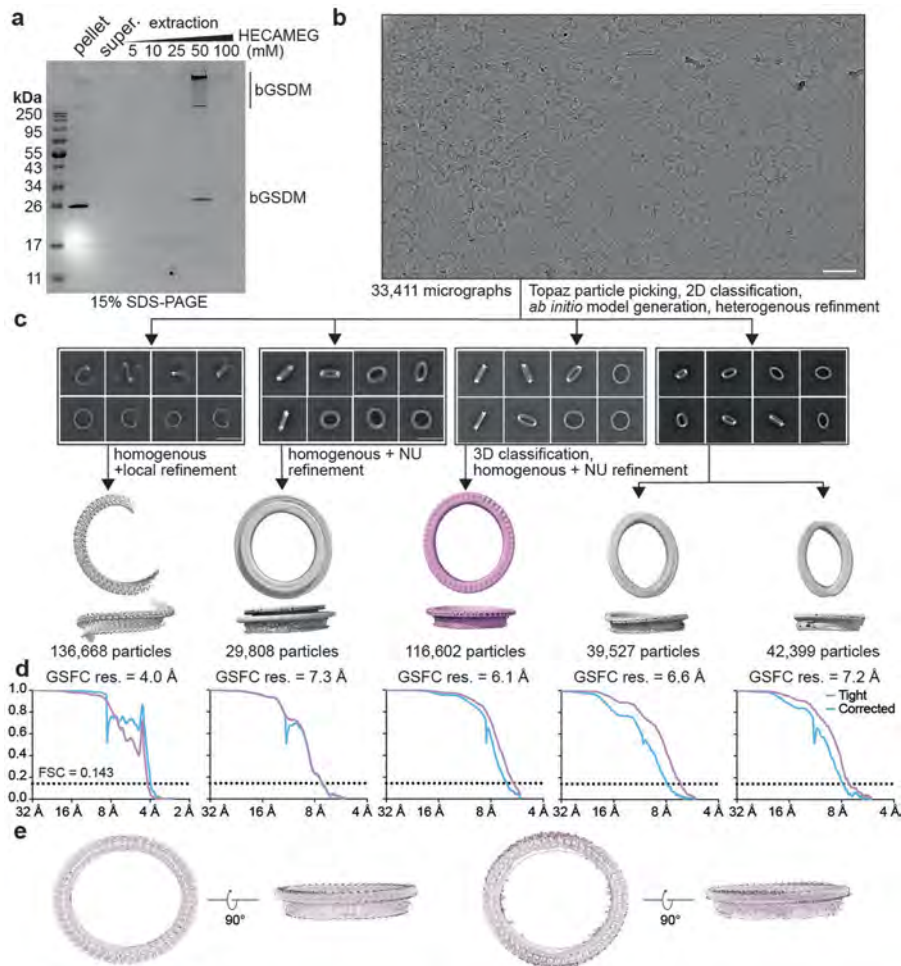 a
pellet
super.
extraction
HECAMEG
5 10 25 50 100 (mM)
kDa
250
95
55
43
34
26
17
11
bGSDM
bGSDM
15% SDS-PAGE
b
33,411 micrographs
Topaz particle picking, 2D classification,
ab initio model generation, heterogenous refinment
c
homogenous
+local refinement
homogenous + NU
refinement
3D classification,
homogenous + NU refinement
136,668 particles
29,808 particles
116,602 particles
39,527 particles
42,399 particles
d
GSFC res. = 4.0 Å
GSFC res. = 7.3 Å
GSFC res. = 6.1 Å
GSFC res. = 6.6 Å
GSFC res. = 7.2 Å
1.0
0.8
0.6
0.4
0.2
0.0
FSC = 0.143
Tight
Corrected
32 Å 16 Å 8 Å 4 Å 2 Å
32 Å 16 Å 8 Å 4 Å
32 Å 16 Å 8 Å 4 Å
32 Å 16 Å 8 Å 4 Å
32 Å 16 Å 8 Å 4 Å
e
90°
90°